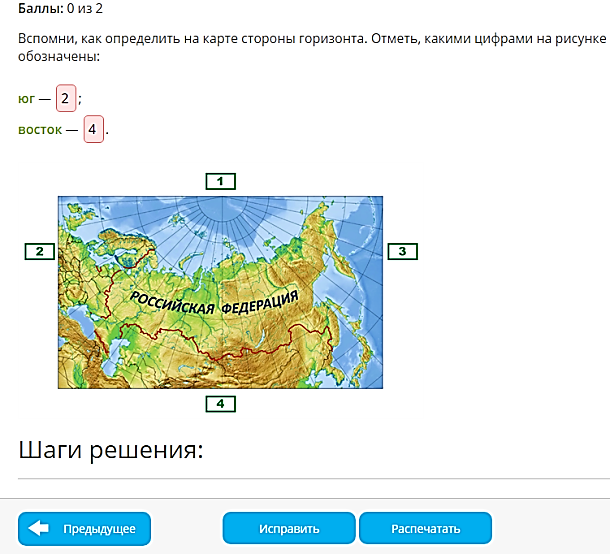 Баллы: 0 из 2
Вспомни, как определить на карте стороны горизонта. Отметь, какими цифрами на рисунке
обозначены:
юг — 2 ;
восток — 4 .
1
2
3
РОССИЙСКАЯ ФЕДЕРАЦИЯ
4
Шаги решения:
Предыдущее
Исправить
Распечатать